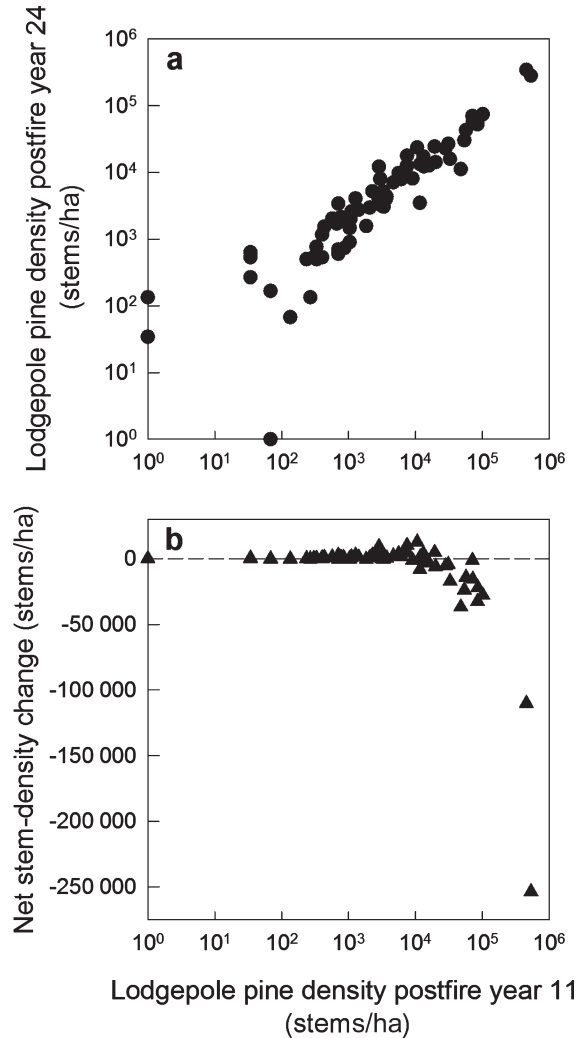 a
Lodgepole pine density postfire year 24
(stems/ha)
10⁶
10⁵
10⁴
10³
10²
10¹
10⁰
10⁰ 10¹ 10² 10³ 10⁴ 10⁵ 10⁶
b
Net stem-density change (stems/ha)
0
-50 000
-100 000
-150 000
-200 000
-250 000
10⁰ 10¹ 10² 10³ 10⁴ 10⁵ 10⁶
Lodgepole pine density postfire year 11
(stems/ha)